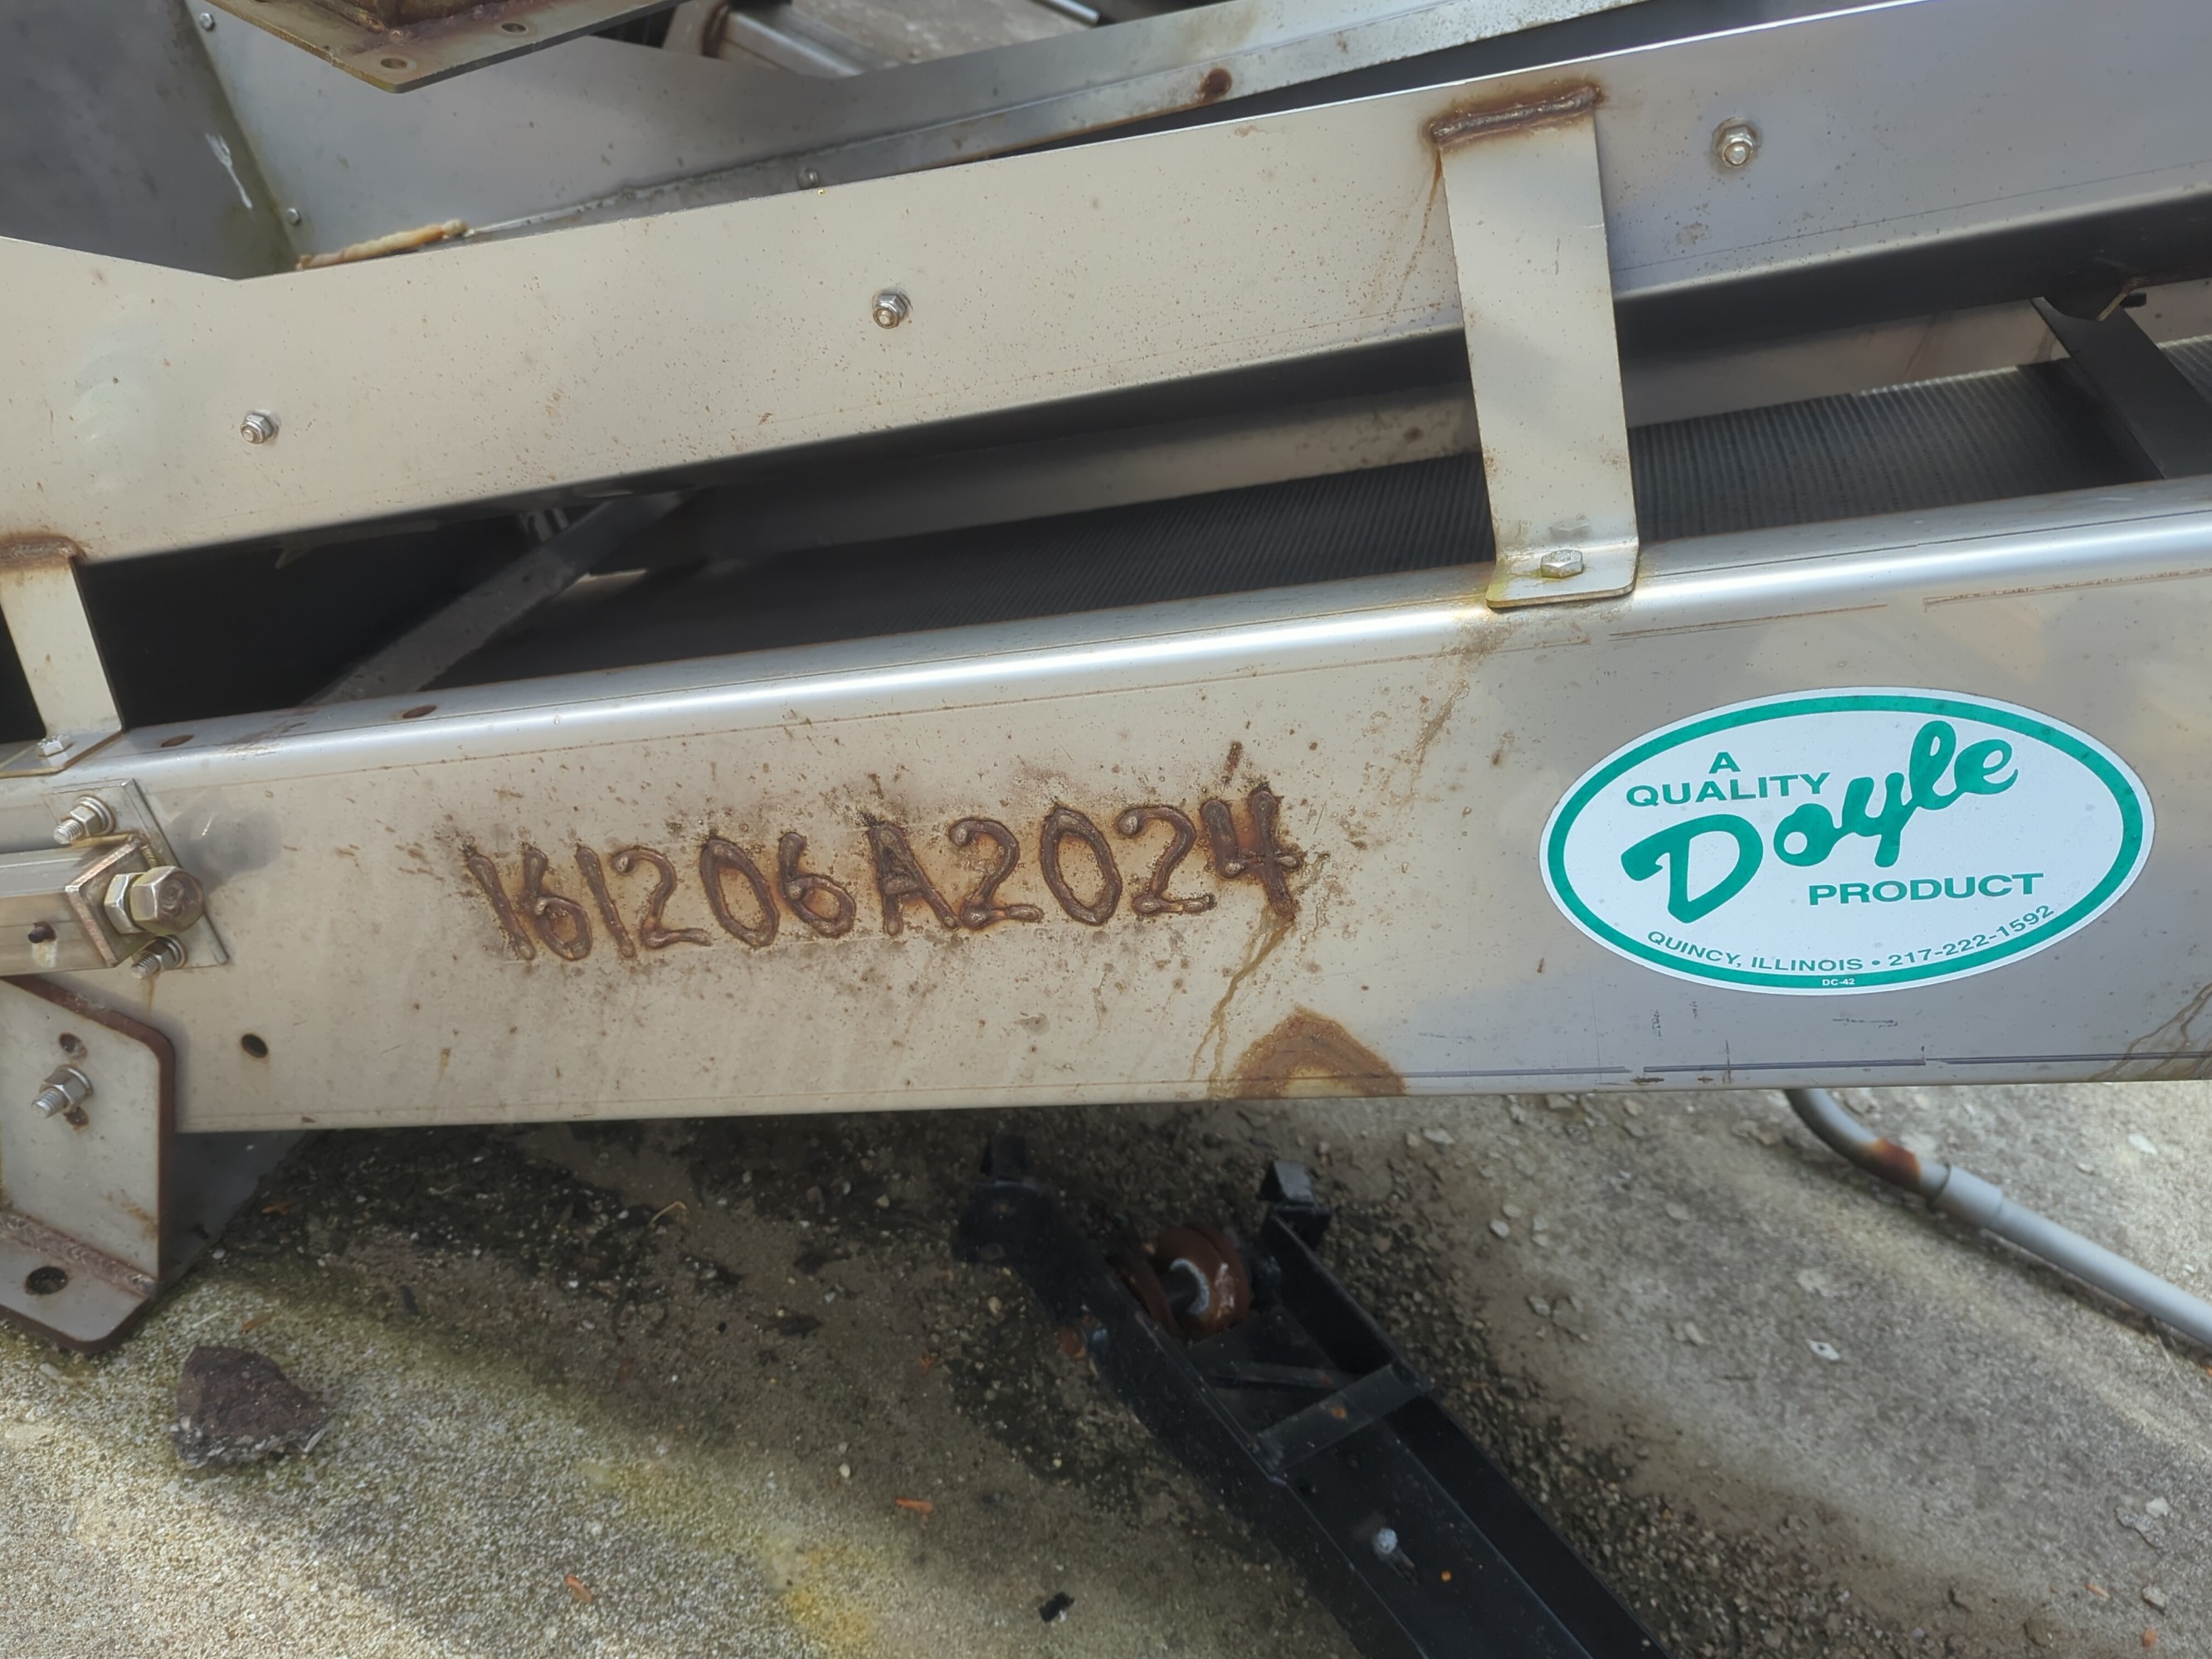 161206A2024
A
QUALITY
Doyle
PRODUCT
QUINCY, ILLINOIS • 217-222-1592
DC-42